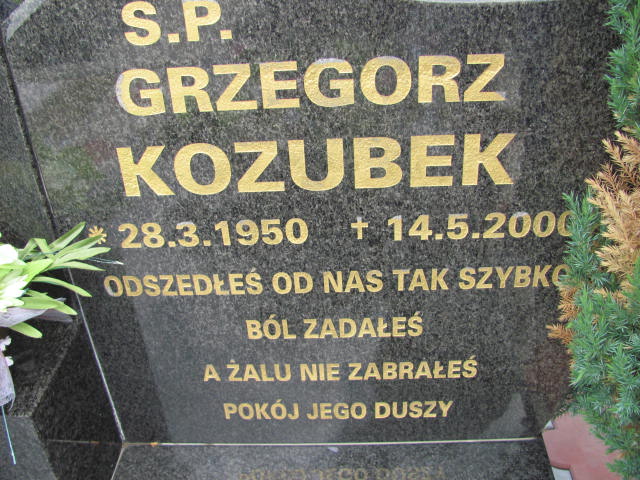 Ś.P.
GRZEGORZ
KOZUBEK
* 28.3.1950 † 14.5.2000
ODSZEDŁEŚ OD NAS TAK SZYBKO
BÓL ZADAŁEŚ
A ŻALU NIE ZABRAŁEŚ
POKÓJ JEGO DUSZY